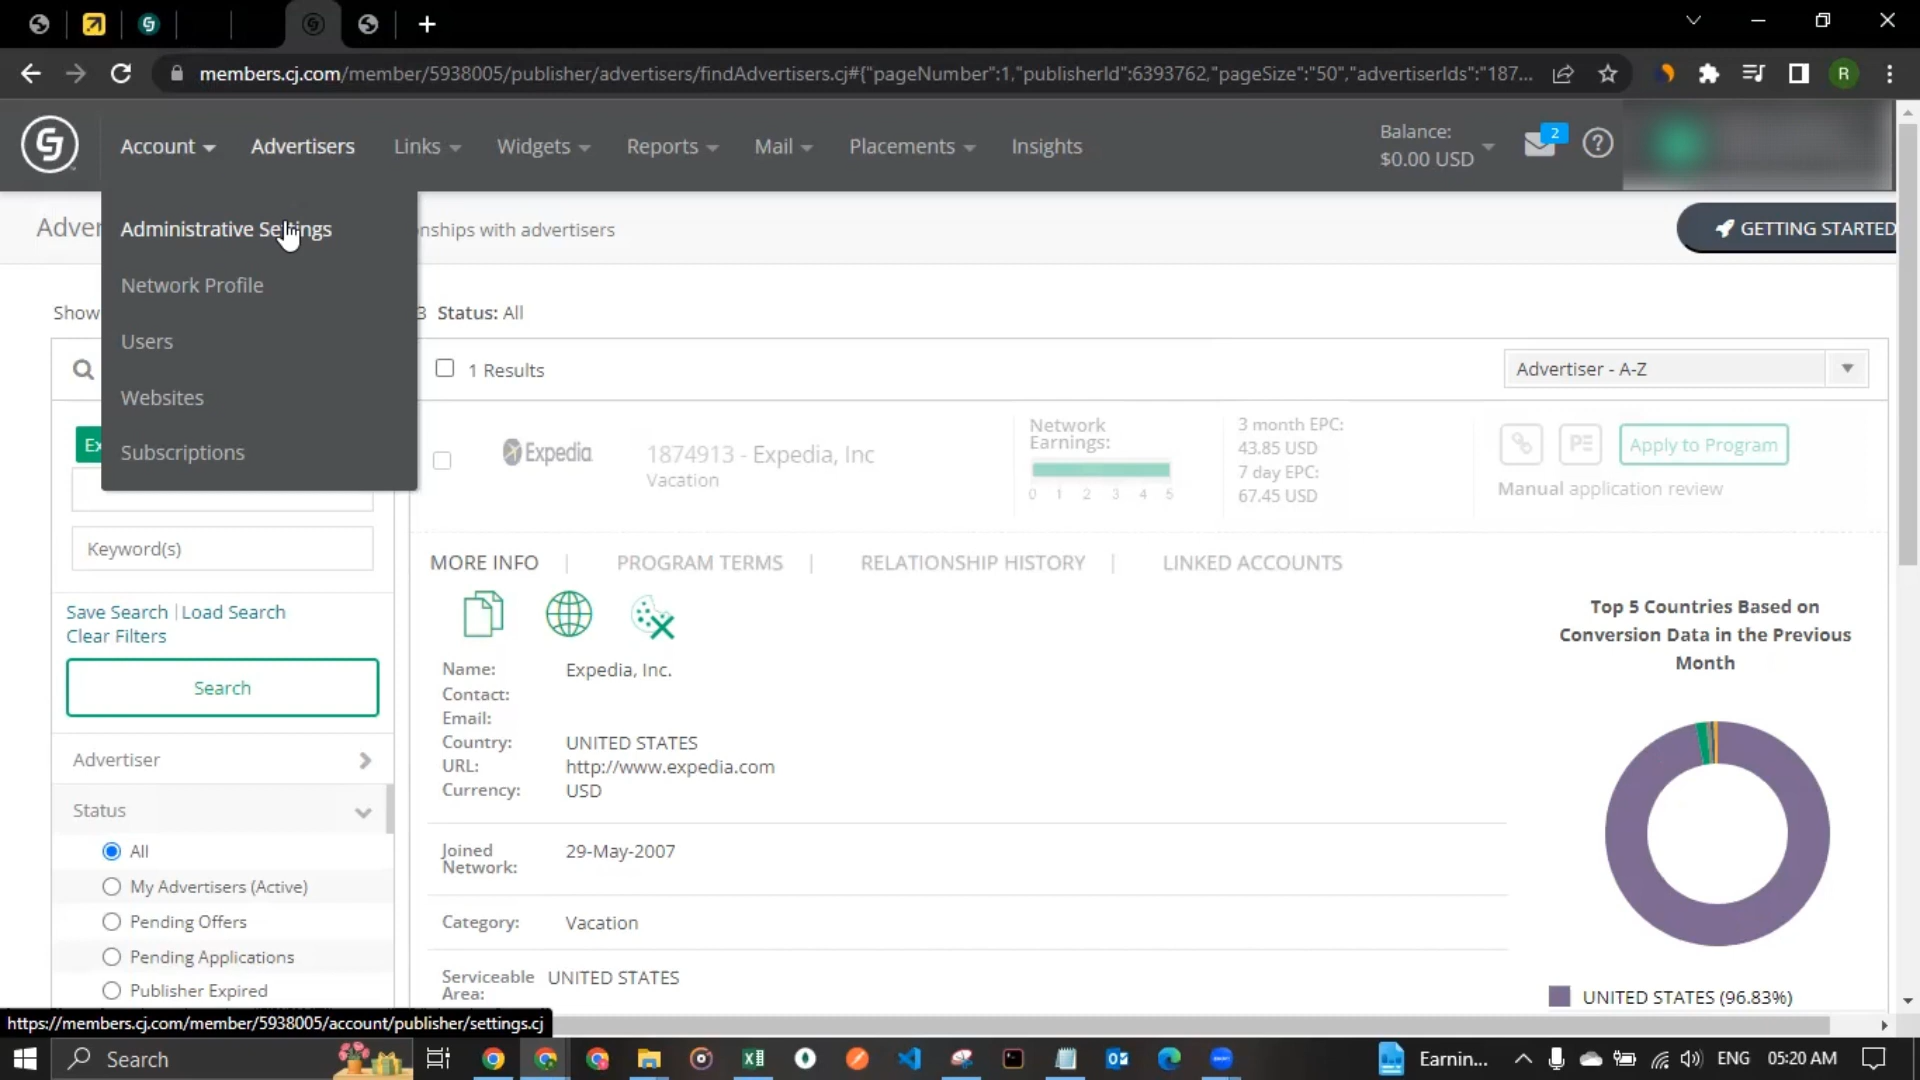 members.cj.com/member/5938005/publisher/advertisers/findAdvertisers.cj#{"pageNumber":1,"publisherId":6393762,"pageSize":"50","advertiserIds":"187...
R
Account
Advertisers
Links
Widgets
Reports
Mail
Placements
Insights
Balance:
$0.00 USD
2
Administrative Settings
Network Profile
Users
Websites
Subscriptions
Adver
nships with advertisers
GETTING STARTED
Show
3 Status: All
1 Results
Advertiser - A-Z
Ex
Keyword(s)
Save Search | Load Search
Clear Filters
Search
Advertiser
Status
All
My Advertisers (Active)
Pending Offers
Pending Applications
Publisher Expired
Expedia
1874913 - Expedia, Inc
Vacation
Network
Earnings:
0 1 2 3 4 5
3 month EPC:
43.85 USD
7 day EPC:
67.45 USD
Apply to Program
Manual application review
MORE INFO | PROGRAM TERMS | RELATIONSHIP HISTORY | LINKED ACCOUNTS
Name: Expedia, Inc.
Contact:
Email:
Country: UNITED STATES
URL: http://www.expedia.com
Currency: USD
Joined
Network: 29-May-2007
Category: Vacation
Serviceable
Area: UNITED STATES
Top 5 Countries Based on
Conversion Data in the Previous
Month
UNITED STATES (96.83%)
https://members.cj.com/member/5938005/account/publisher/settings.cj
Search
Earnin...
ENG
05:20 AM